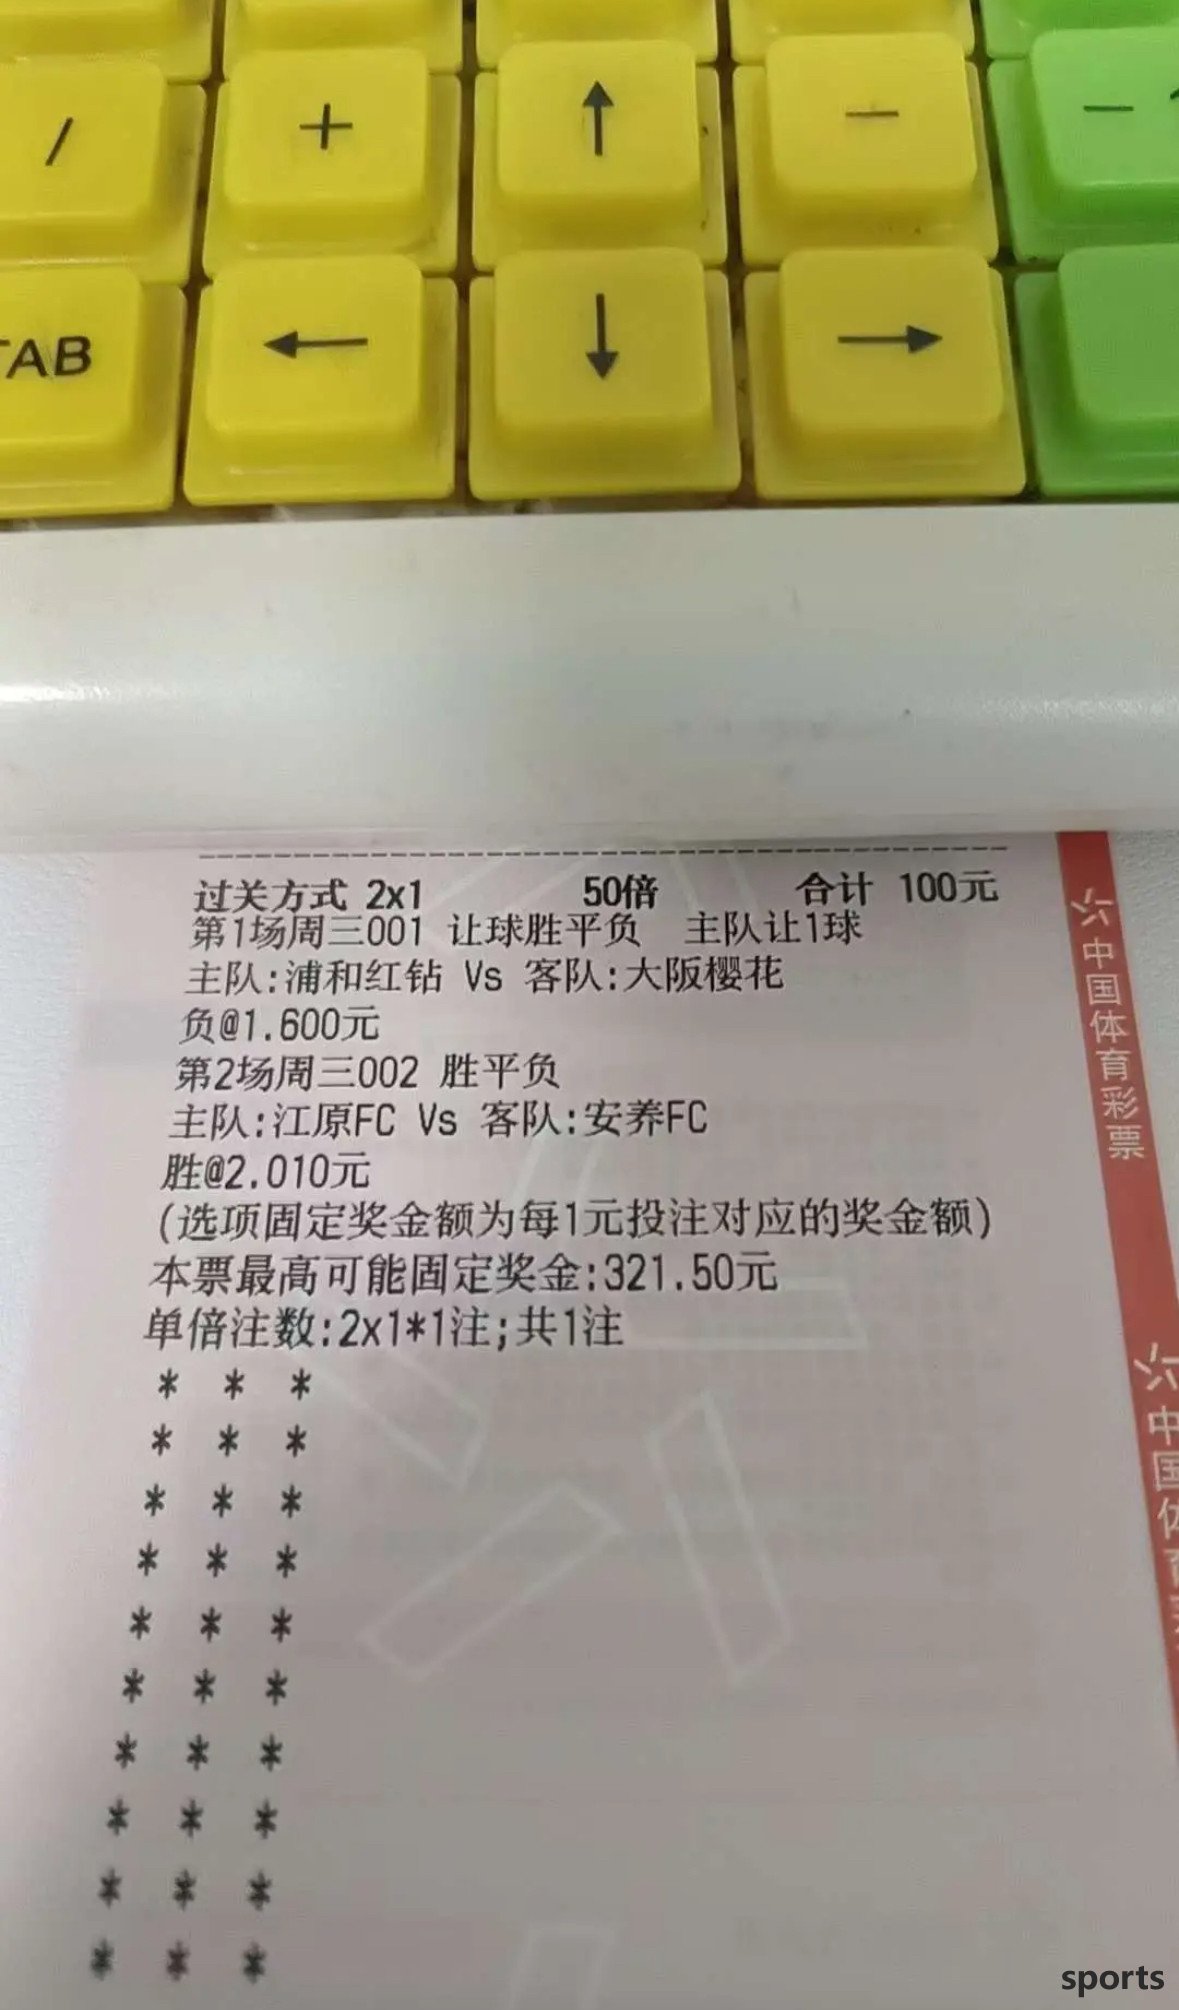 / + ↑ − −
TAB ← ↓ →
过关方式 2x1 50倍 合计 100元
第1场周三001 让球胜平负 主队让1球
主队:浦和红钻 Vs 客队:大阪樱花
负@1.600元
第2场周三002 胜平负
主队:江原FC Vs 客队:安养FC
胜@2.010元
(选项固定奖金额为每1元投注对应的奖金额)
本票最高可能固定奖金:321.50元
单倍注数:2x1*1注;共1注
* * *
* * *
* * *
* * *
* * *
* * *
* * *
* * *
* * *
* * *
中国体育彩票
中国体育
sports